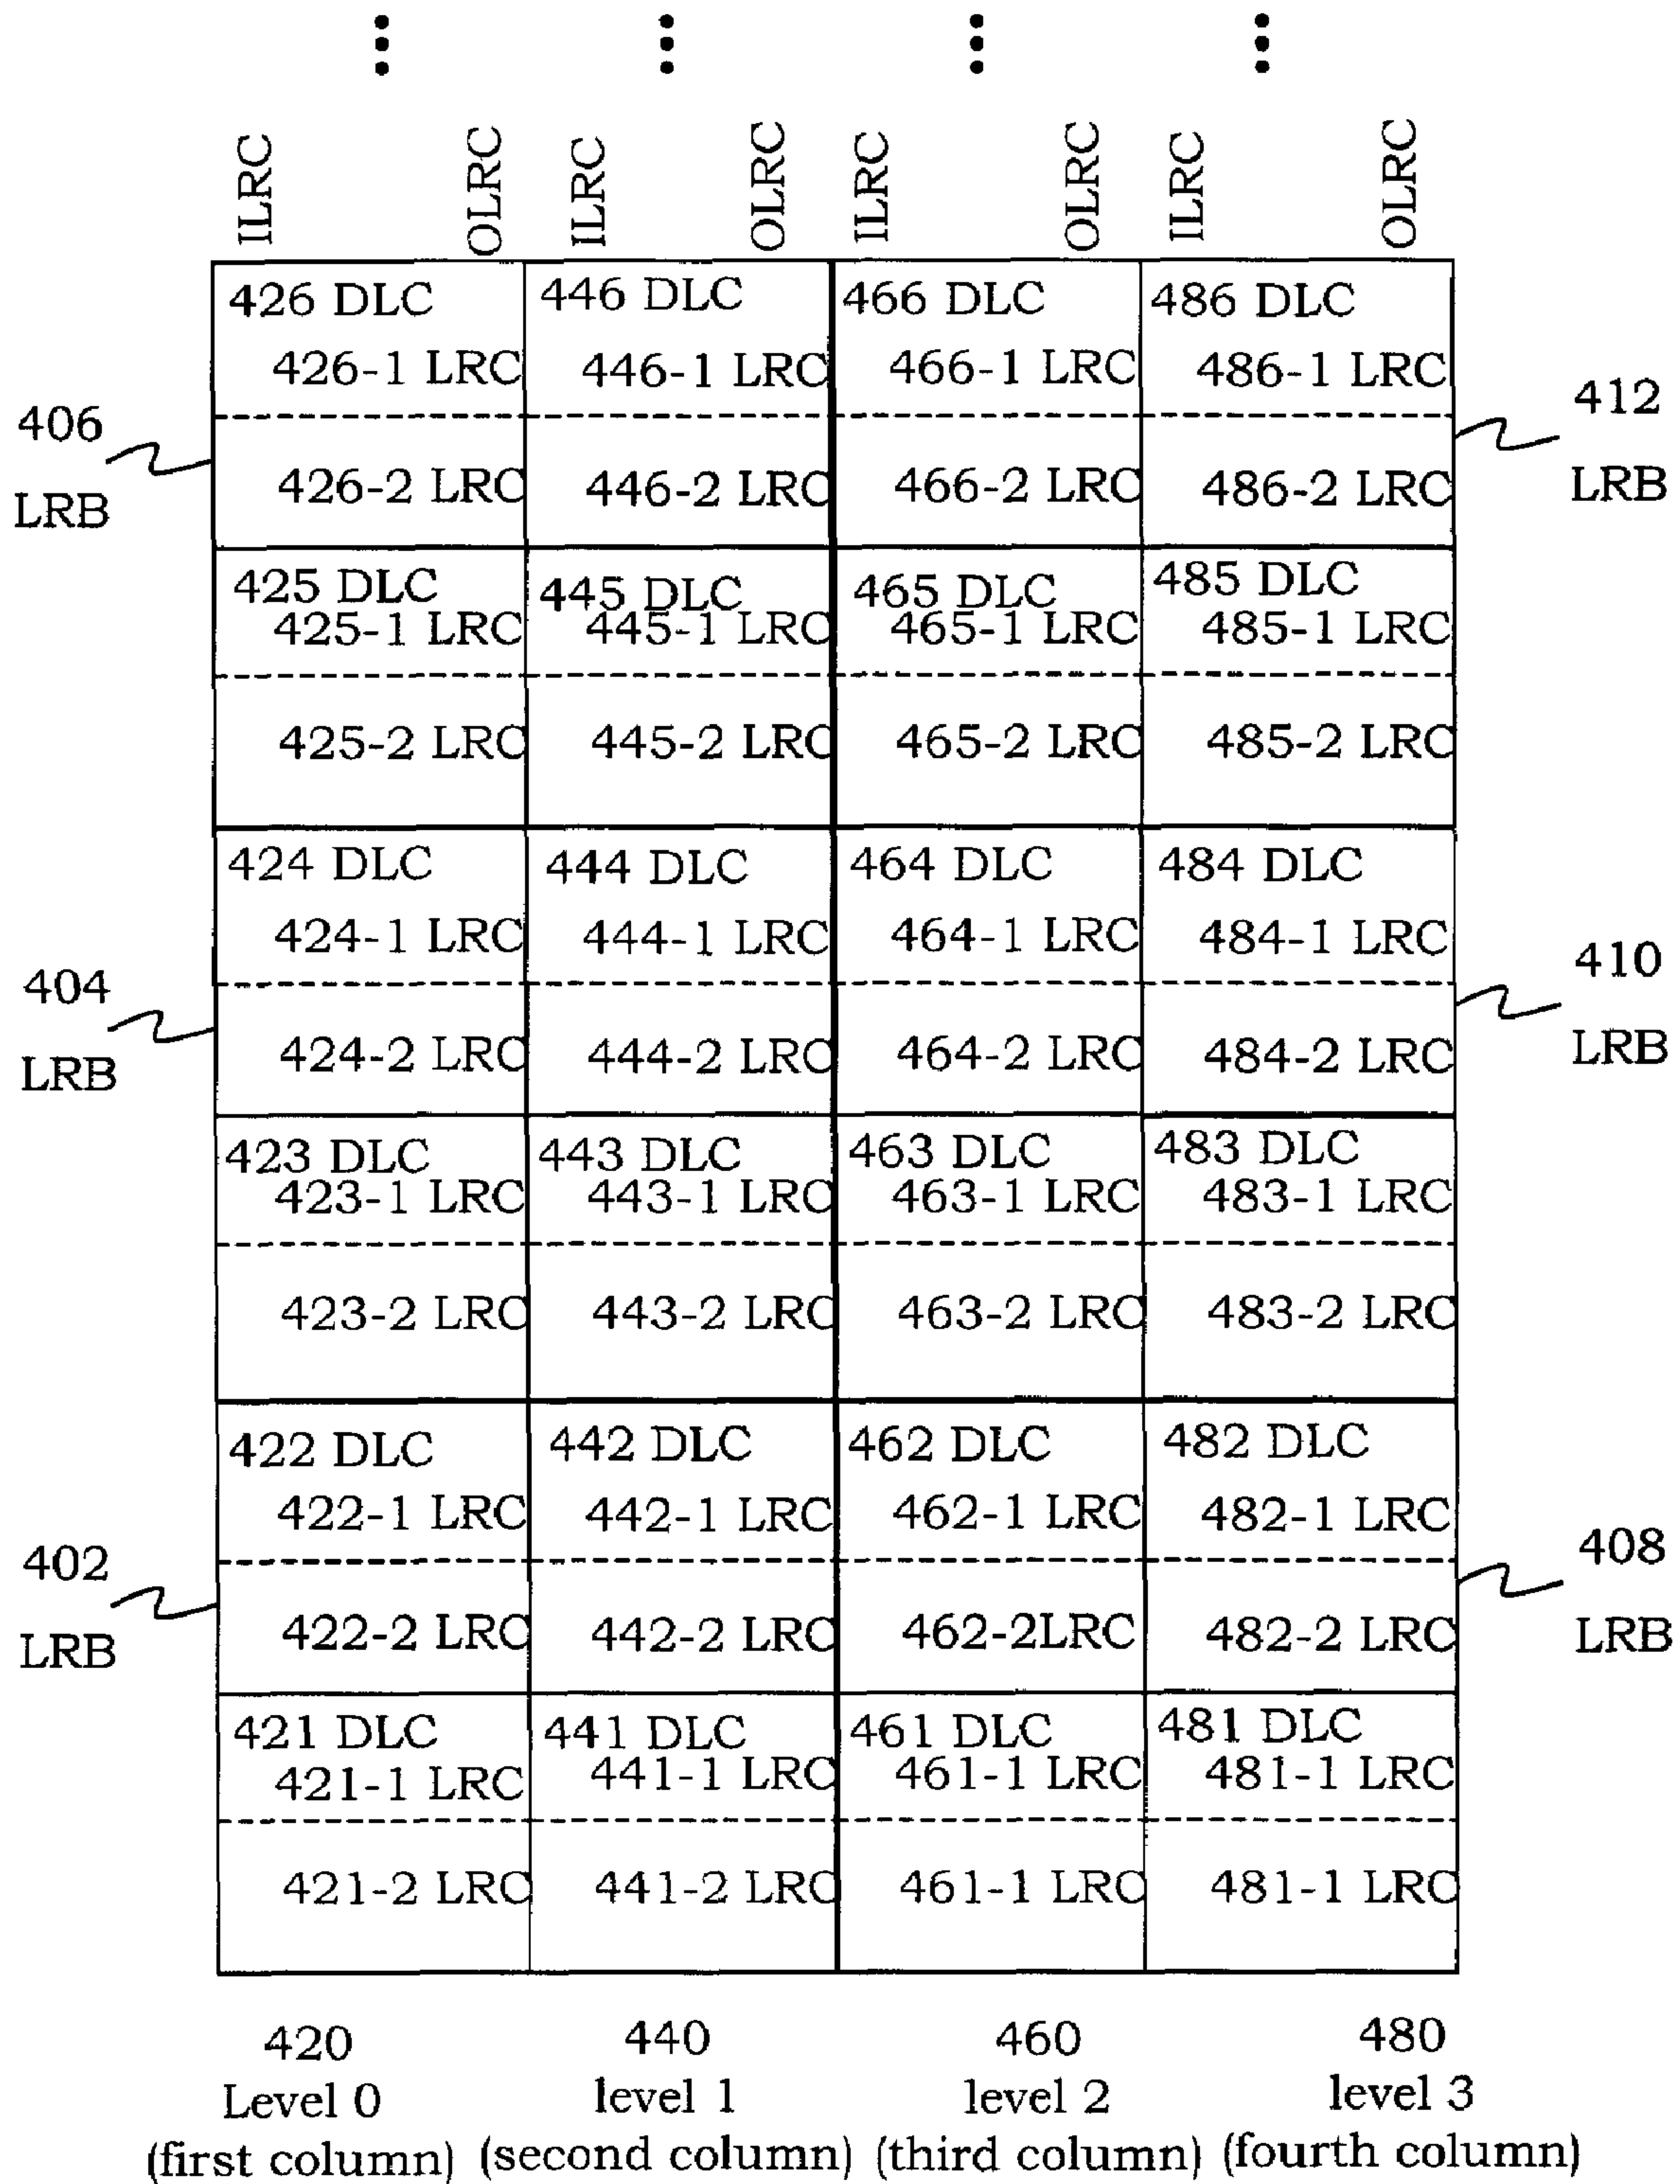 ILRC OLRC ILRC OLRC ILRC OLRC ILRC OLRC
426 DLC 446 DLC 466 DLC 486 DLC
426-1 LRC 446-1 LRC 466-1 LRC 486-1 LRC
406 412
LRB LRB
426-2 LRC 446-2 LRC 466-2 LRC 486-2 LRC
425 DLC 445 DLC 465 DLC 485 DLC
425-1 LRC 445-1 LRC 465-1 LRC 485-1 LRC
425-2 LRC 445-2 LRC 465-2 LRC 485-2 LRC
424 DLC 444 DLC 464 DLC 484 DLC
424-1 LRC 444-1 LRC 464-1 LRC 484-1 LRC
404 410
LRB LRB
424-2 LRC 444-2 LRC 464-2 LRC 484-2 LRC
423 DLC 443 DLC 463 DLC 483 DLC
423-1 LRC 443-1 LRC 463-1 LRC 483-1 LRC
423-2 LRC 443-2 LRC 463-2 LRC 483-2 LRC
422 DLC 442 DLC 462 DLC 482 DLC
422-1 LRC 442-1 LRC 462-1 LRC 482-1 LRC
402 408
LRB LRB
422-2 LRC 442-2 LRC 462-2LRC 482-2 LRC
421 DLC 441 DLC 461 DLC 481 DLC
421-1 LRC 441-1 LRC 461-1 LRC 481-1 LRC
421-2 LRC 441-2 LRC 461-1 LRC 481-1 LRC
420 440 460 480
Level 0 level 1 level 2 level 3
(first column) (second column) (third column) (fourth column)